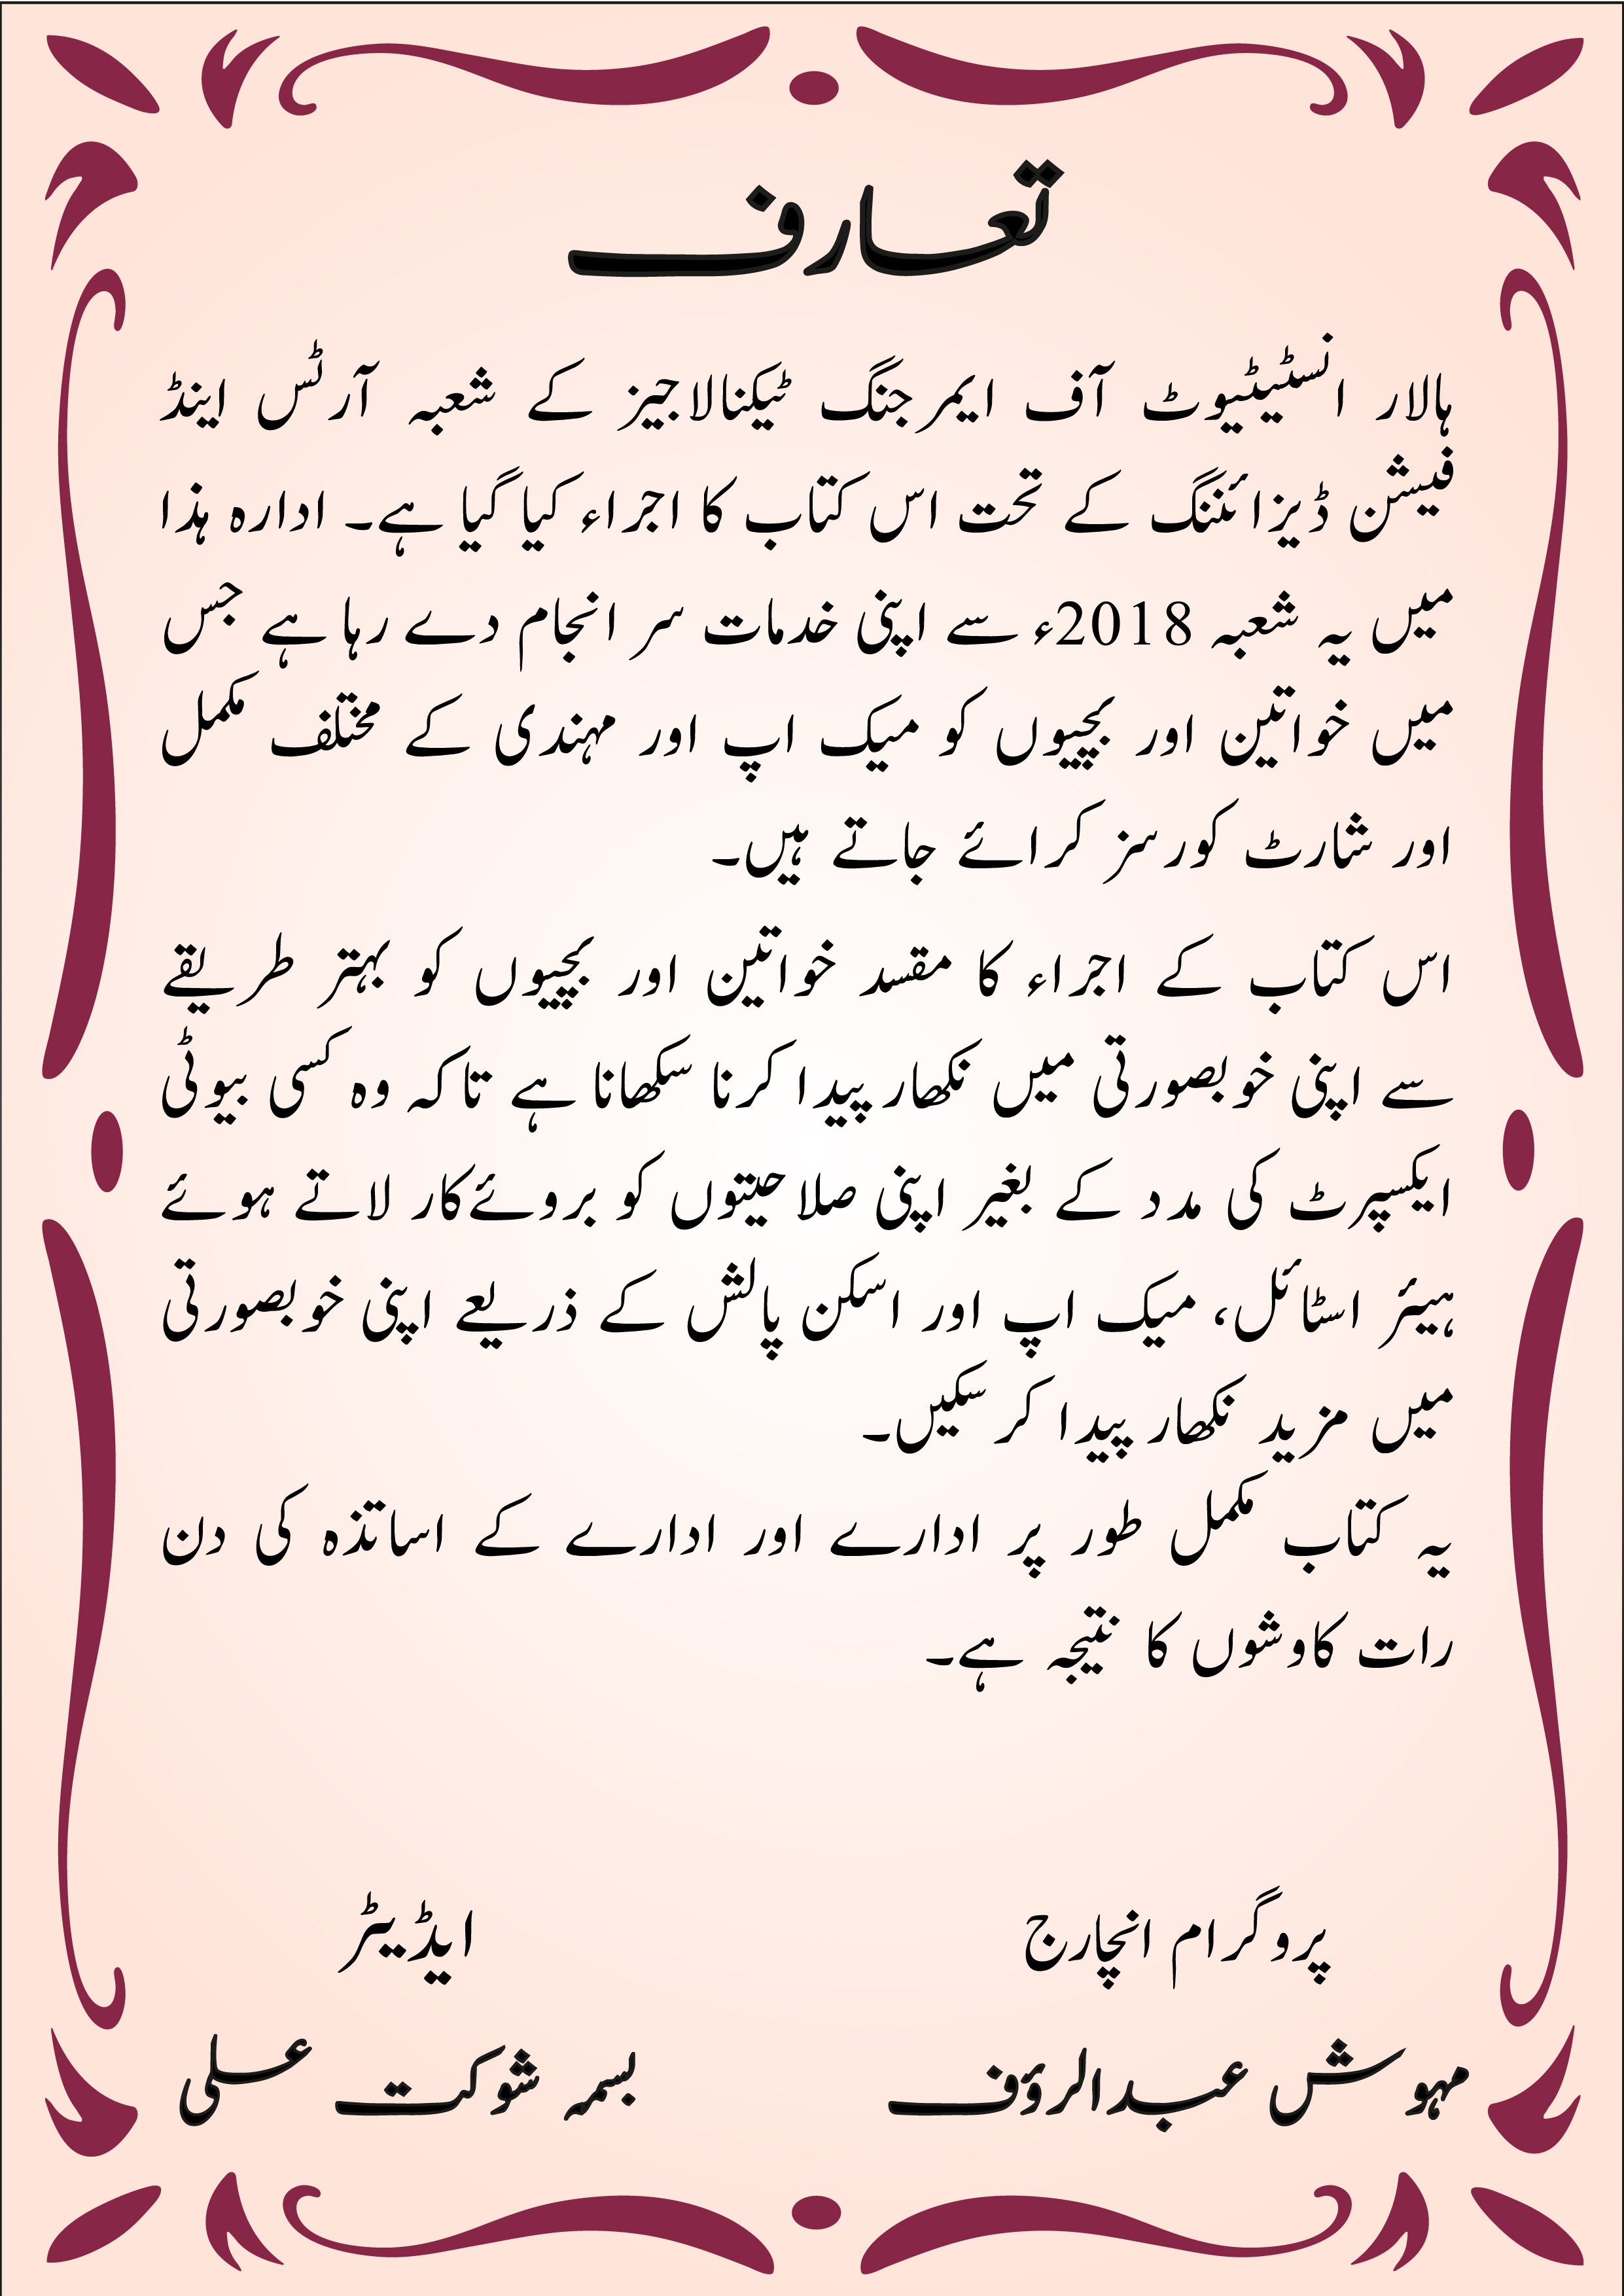 تعارف
ہالار انسٹیٹیوٹ آف ایمرجنگ ٹیکنالاجیز کے شعبہ آرٹس اینڈ
فیشن ڈیزائننگ کے تحت اس کتاب کا اجراء کیا گیا ہے۔ ادارہ ہذا
میں یہ شعبہ 2018ء سے اپنی خدمات سر انجام دے رہا ہے جس
میں خواتین اور بچیوں کو میک اپ اور مہندی کے مختلف مکمل
اور شارٹ کورسز کرائے جاتے ہیں۔
اس کتاب کے اجراء کا مقسد خواتین اور بچیوں کو بہتر طریقے
سے اپنی خوبصورتی میں نکھار پیدا کرنا سکھانا ہے تاکہ وہ کسی بیوٹی
ایکسپرٹ کی مدد کے بغیر اپنی صلاحیتوں کو بروئےکار لاتے ہوئے
ہیئر اسٹائل، میک اپ اور اسکن پالش کے ذریعے اپنی خوبصورتی
میں مزید نکھار پیدا کر سکیں۔
یہ کتاب مکمل طور پر ادارے اور ادارے کے اساتذہ کی دن
رات کاوشوں کا نتیجہ ہے۔
پروگرام انچارج
ایڈیٹر
مہوش عبدالرؤف
بسمہ شوکت علی